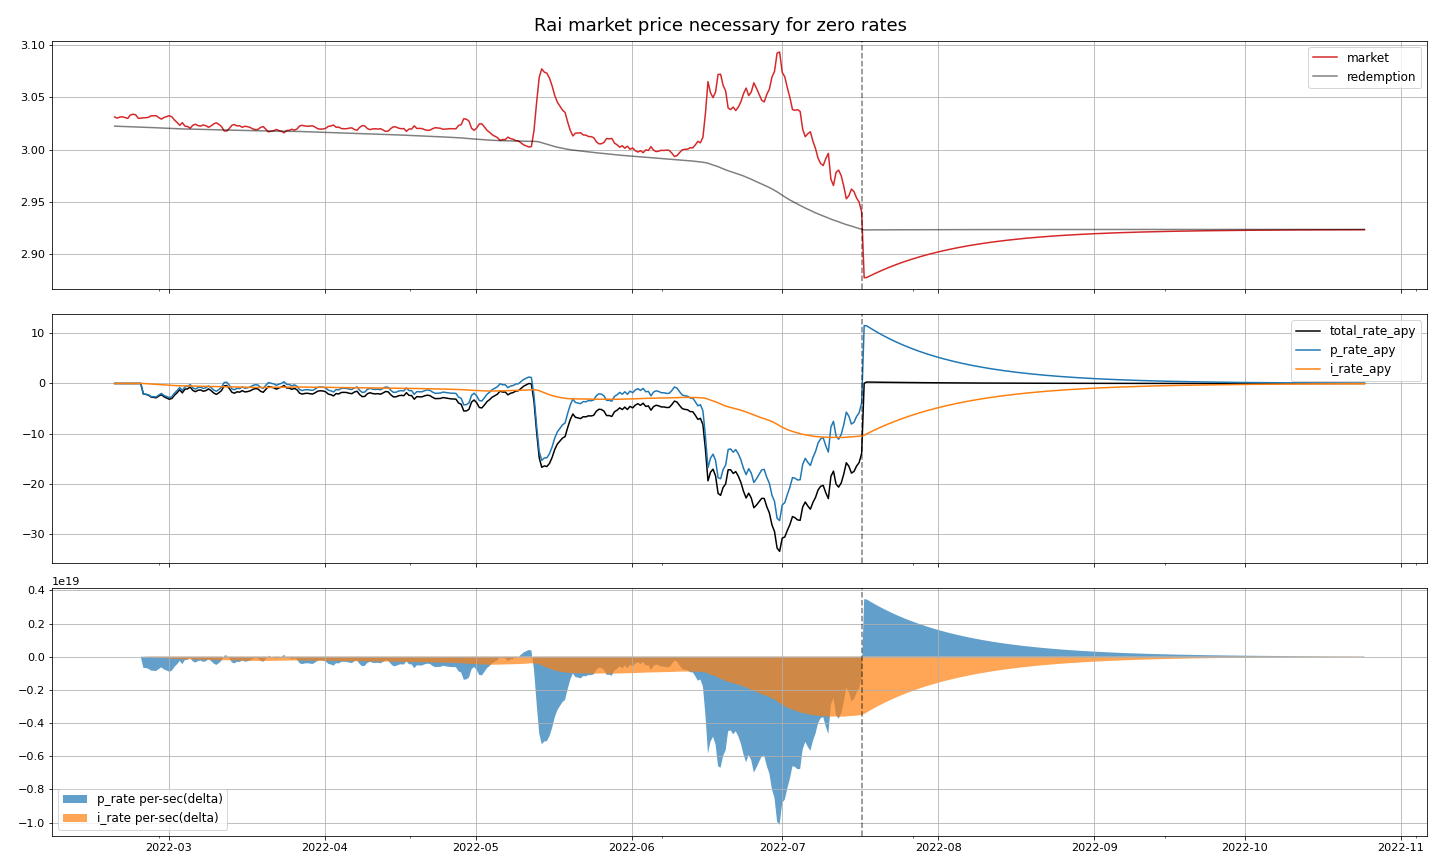 Rai market price necessary for zero rates
3.10
3.05
3.00
2.95
2.90
market
redemption
10
0
−10
−20
−30
total_rate_apy
p_rate_apy
i_rate_apy
1e19
0.4
0.2
0.0
−0.2
−0.4
−0.6
−0.8
−1.0
p_rate per-sec(delta)
i_rate per-sec(delta)
2022-03 2022-04 2022-05 2022-06 2022-07 2022-08 2022-09 2022-10 2022-11